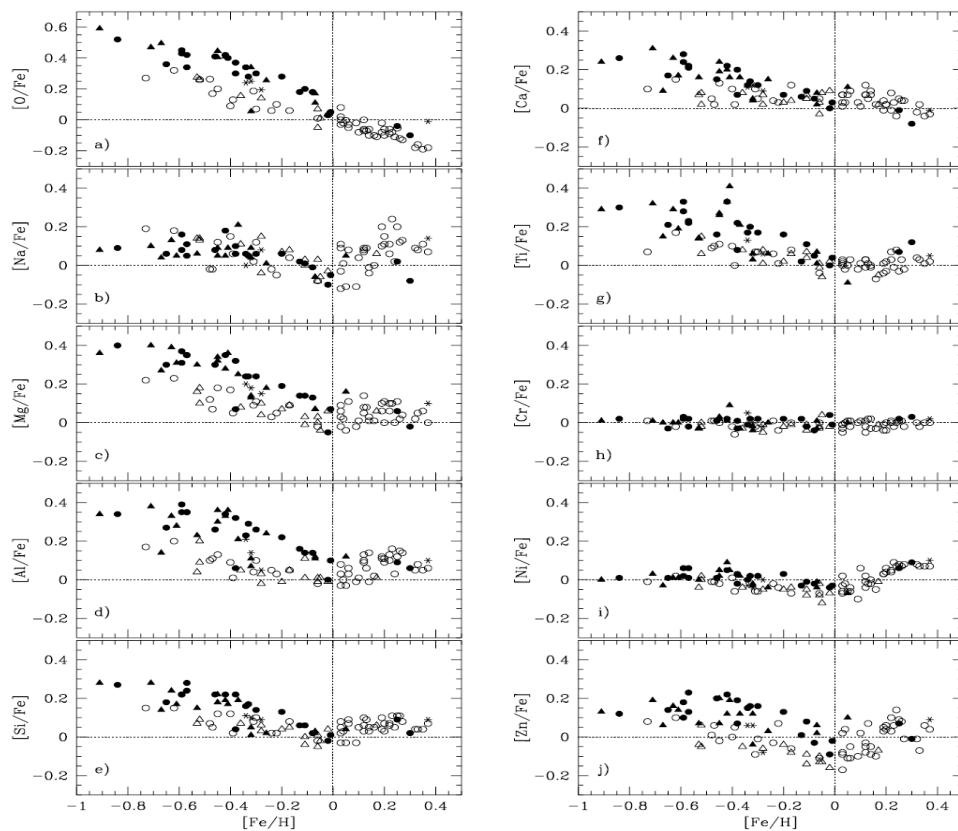 [O/Fe]
0.6
0.4
0.2
0
−0.2
a)
[Na/Fe]
0.4
0.2
0
−0.2
b)
[Mg/Fe]
0.4
0.2
0
−0.2
c)
[Al/Fe]
0.4
0.2
0
−0.2
d)
[Si/Fe]
0.4
0.2
0
−0.2
e)
−1 −0.8 −0.6 −0.4 −0.2 0 0.2 0.4
[Fe/H]
[Ca/Fe]
0.4
0.2
0
−0.2
f)
[Ti/Fe]
0.4
0.2
0
−0.2
g)
[Cr/Fe]
0.4
0.2
0
−0.2
h)
[Ni/Fe]
0.4
0.2
0
−0.2
i)
[Zn/Fe]
0.4
0.2
0
−0.2
j)
−1 −0.8 −0.6 −0.4 −0.2 0 0.2 0.4
[Fe/H]